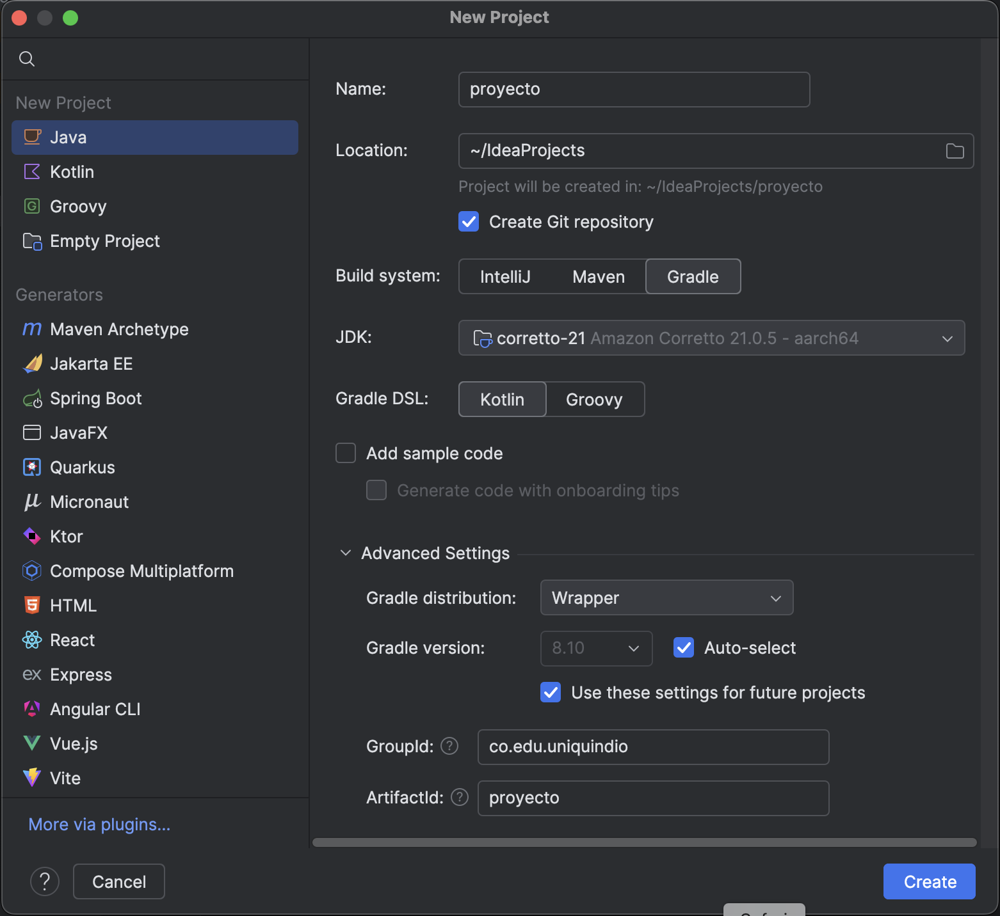 New Project
New Project
Java
Kotlin
G Groovy
Empty Project
Generators
m Maven Archetype
Jakarta EE
Spring Boot
JavaFX
Quarkus
μ Micronaut
Ktor
Compose Multiplatform
5 HTML
React
ex Express
Angular CLI
Vue.js
Vite
More via plugins...
Name: proyecto
Location: ~/IdeaProjects
Project will be created in: ~/IdeaProjects/proyecto
Create Git repository
Build system: IntelliJ Maven Gradle
JDK: corretto-21 Amazon Corretto 21.0.5 - aarch64
Gradle DSL: Kotlin Groovy
Add sample code
Generate code with onboarding tips
Advanced Settings
Gradle distribution: Wrapper
Gradle version: 8.10 Auto-select
Use these settings for future projects
GroupId: ? co.edu.uniquindio
ArtifactId: ? proyecto
? Cancel Create